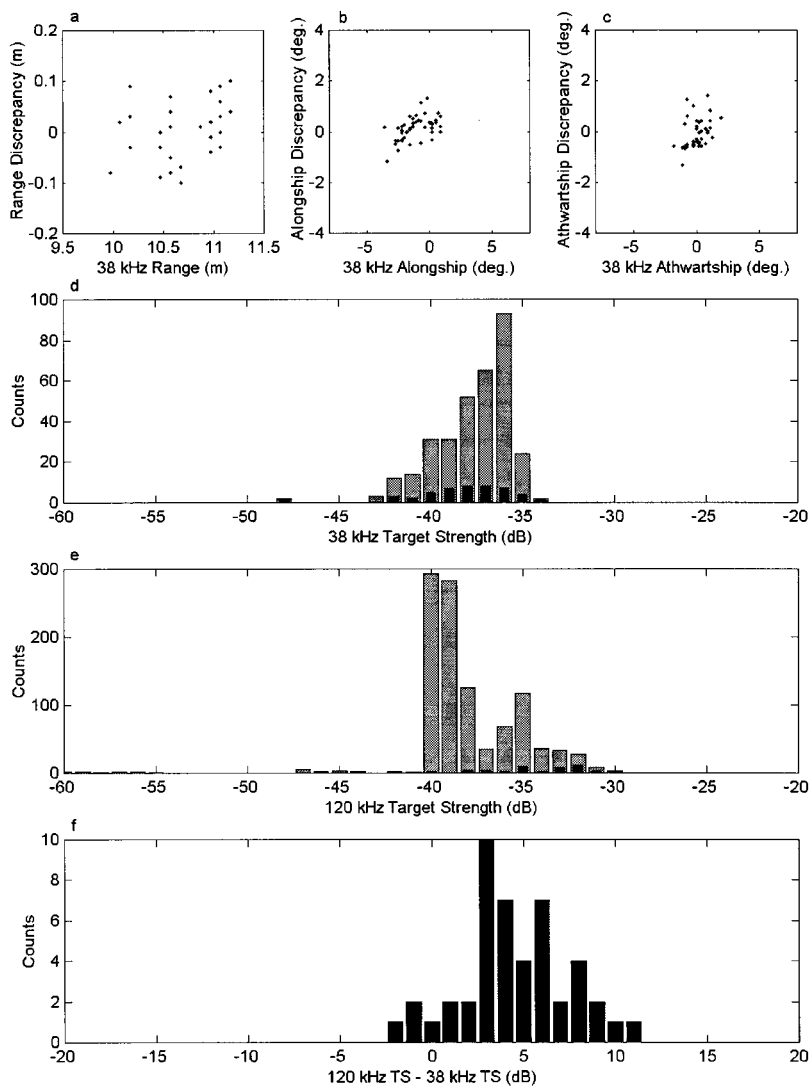 a
b
c
0.2
0.1
0
-0.1
-0.2
Range Discrepancy (m)
9.5 10 10.5 11 11.5
38 kHz Range (m)
4
2
0
-2
-4
Alongship Discrepancy (deg.)
-5 0 5
38 kHz Alongship (deg.)
4
2
0
-2
-4
Athwartship Discrepancy (deg.)
-5 0 5
38 kHz Athwartship (deg.)
d
100
80
60
40
20
0
Counts
-60 -55 -50 -45 -40 -35 -30 -25 -20
38 kHz Target Strength (dB)
e
300
200
100
0
Counts
-60 -55 -50 -45 -40 -35 -30 -25 -20
120 kHz Target Strength (dB)
f
10
8
6
4
2
0
Counts
-20 -15 -10 -5 0 5 10 15 20
120 kHz TS - 38 kHz TS (dB)